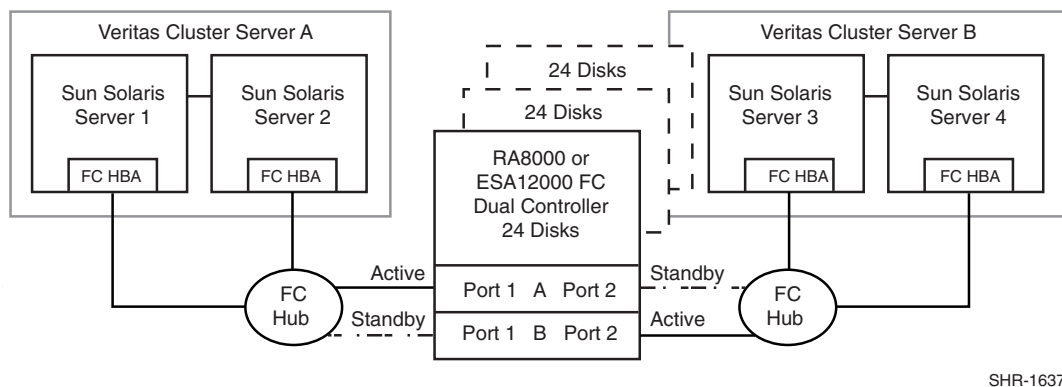 Veritas Cluster Server A
Veritas Cluster Server B
Sun Solaris
Server 1
Sun Solaris
Server 2
24 Disks
24 Disks
Sun Solaris
Server 3
Sun Solaris
Server 4
FC HBA
FC HBA
RA8000 or
ESA12000 FC
Dual Controller
24 Disks
FC HBA
FC HBA
FC
Hub
Active
Standby
Port 1 A Port 2
Port 1 B Port 2
Standby
Active
FC
Hub
SHR-1637